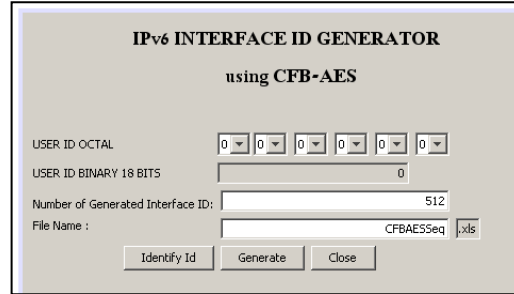 IPv6 INTERFACE ID GENERATOR
using CFB-AES
USER ID OCTAL 0 0 0 0 0 0
USER ID BINARY 18 BITS 0
Number of Generated Interface ID: 512
File Name : CFBAESSeq .xls
Identify Id Generate Close